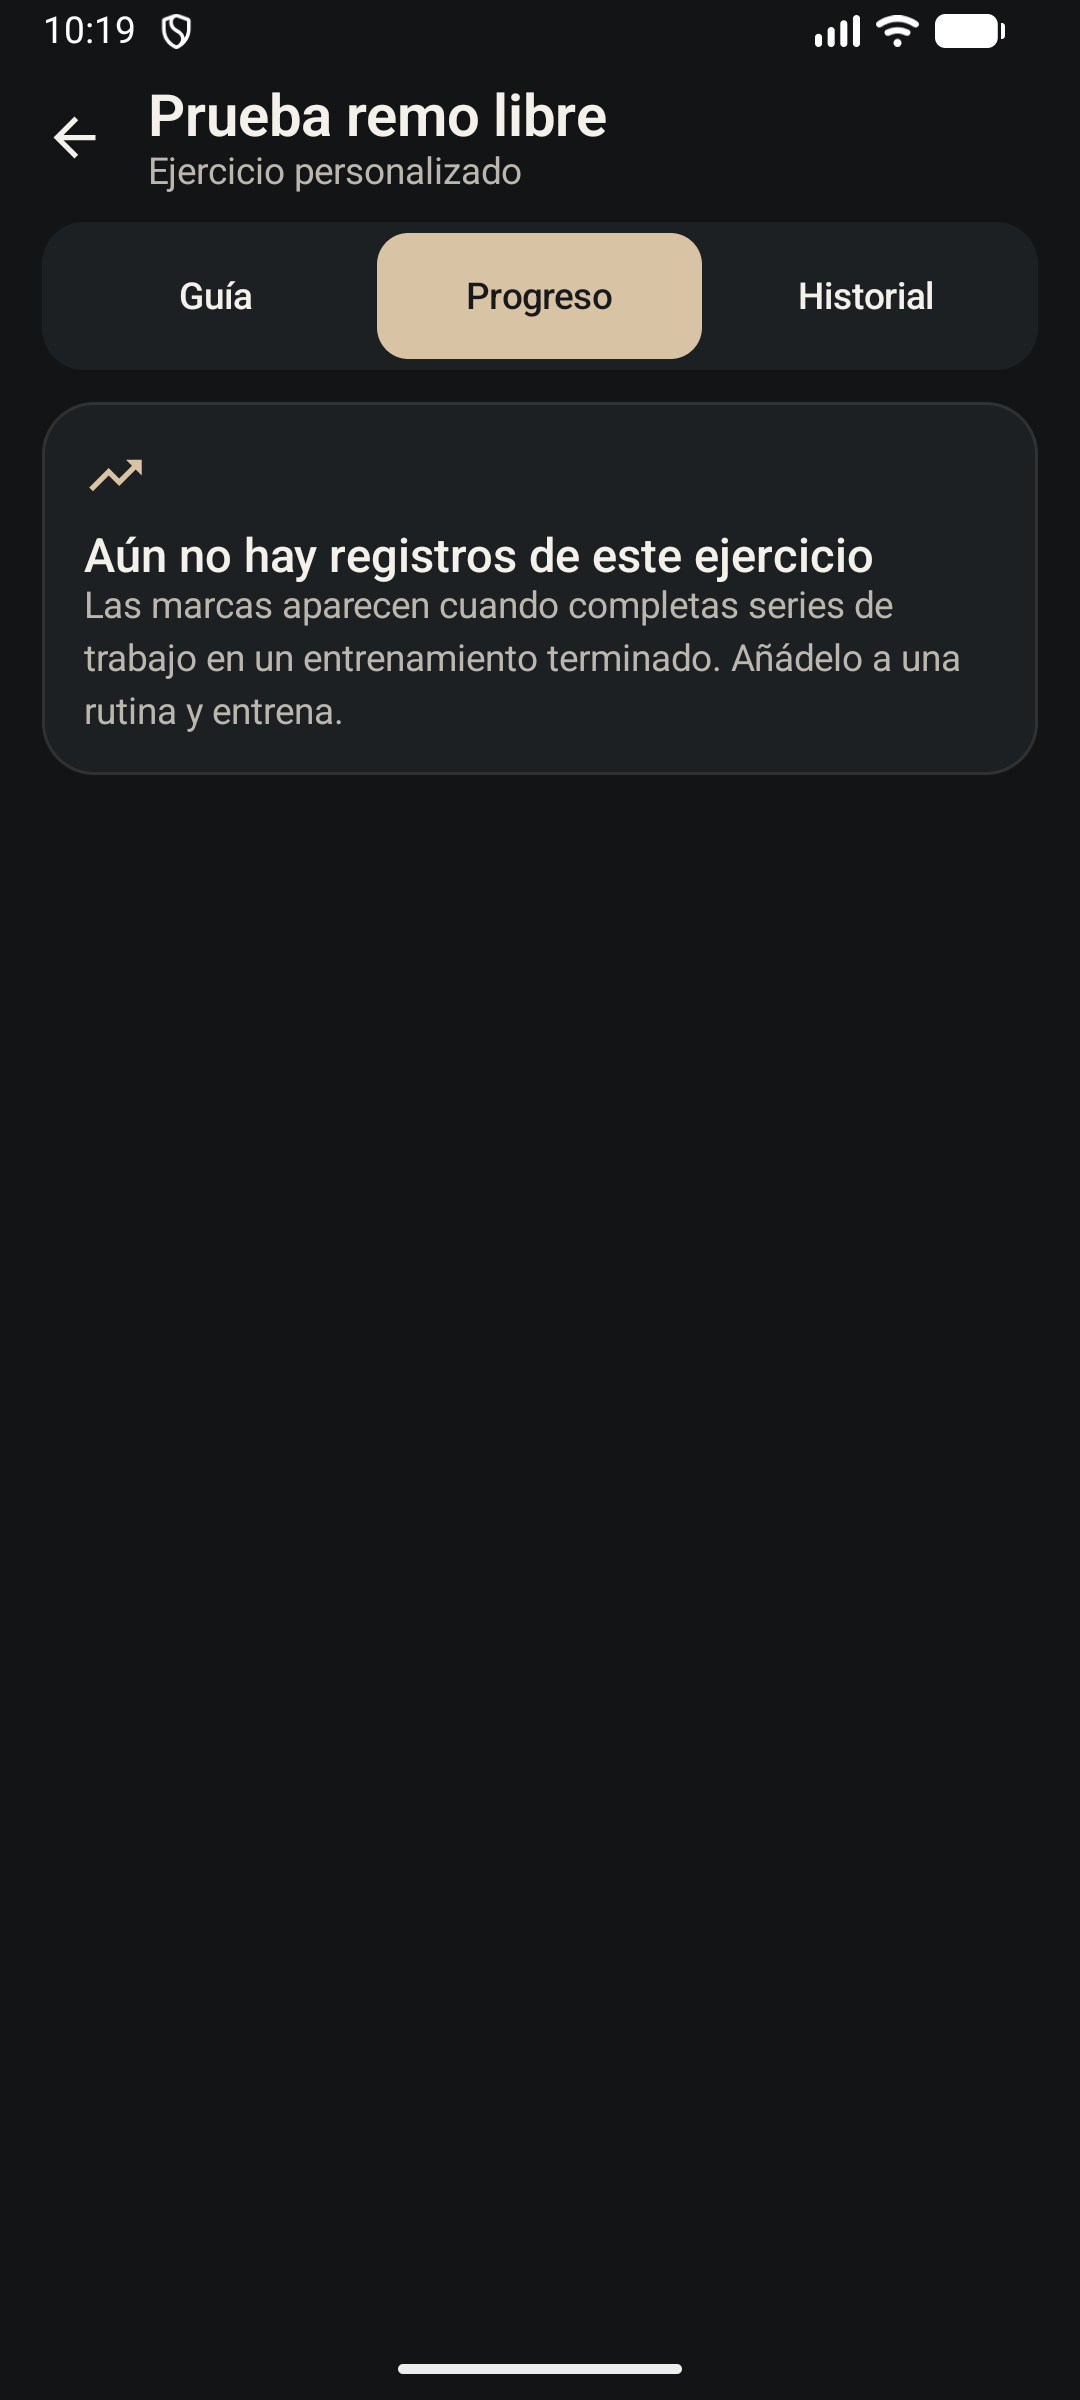 10:19
Prueba remo libre
Ejercicio personalizado
Guía
Progreso
Historial
Aún no hay registros de este ejercicio
Las marcas aparecen cuando completas series de
trabajo en un entrenamiento terminado. Añádelo a una
rutina y entrena.